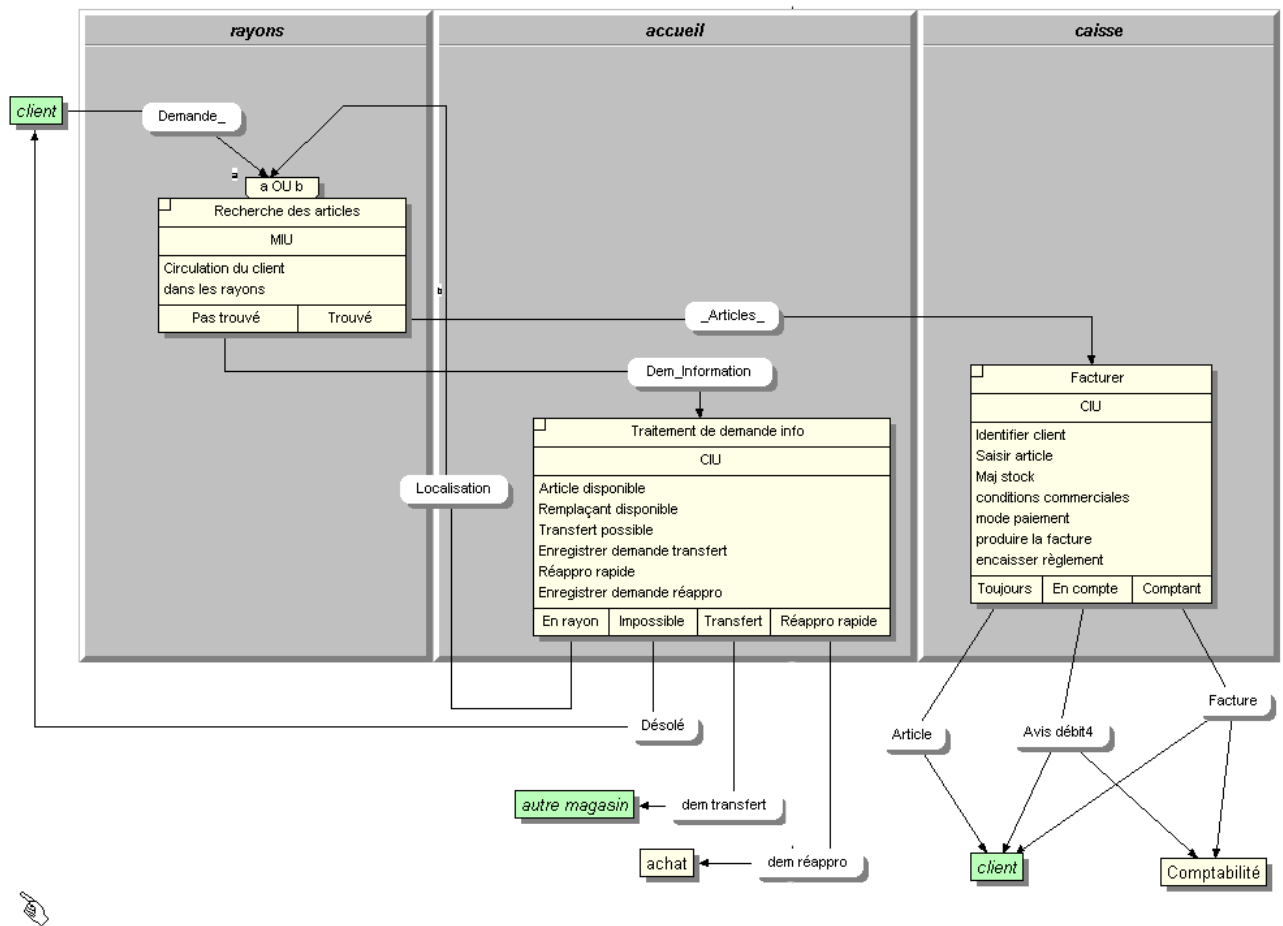 rayons
accueil
caisse
client
Demande_
a
a OU b
Recherche des articles
MIU
Circulation du client
dans les rayons
Pas trouvé
Trouvé
b
_Articles_
Dem_Information
Traitement de demande info
CIU
Article disponible
Remplaçant disponible
Transfert possible
Enregistrer demande transfert
Réappro rapide
Enregistrer demande réappro
En rayon
Impossible
Transfert
Réappro rapide
Localisation
Facturer
CIU
Identifier client
Saisir article
Maj stock
conditions commerciales
mode paiement
produire la facture
encaisser règlement
Toujours
En compte
Comptant
Désolé
Article
Avis débit4
Facture
autre magasin
dem transfert
achat
dem réappro
client
Comptabilité